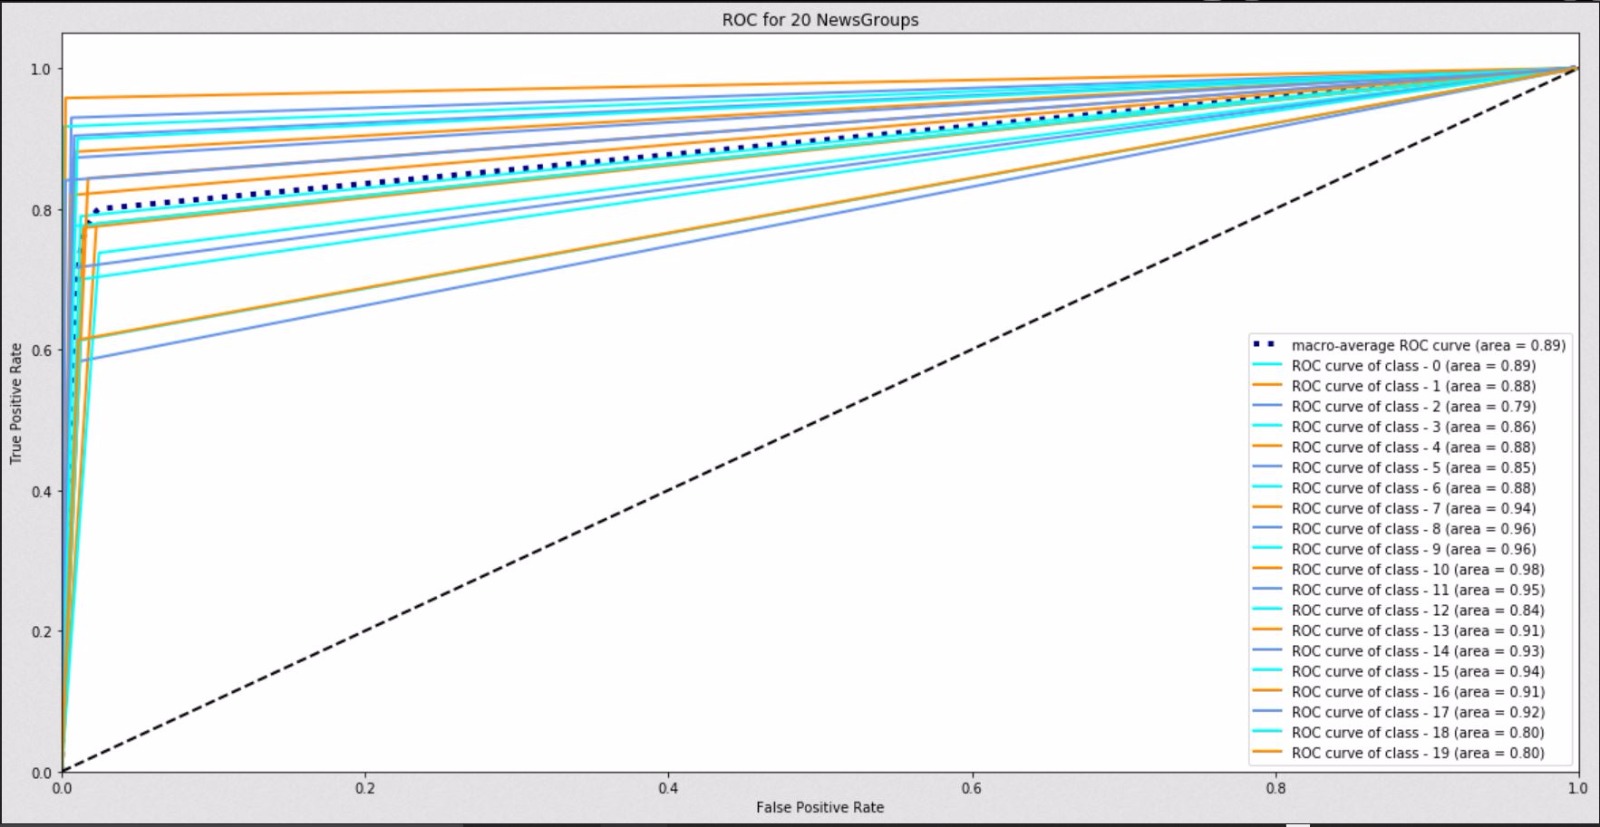 ROC for 20 NewsGroups
1.0
0.8
0.6
0.4
0.2
0.0
True Positive Rate
0.0
0.2
0.4
0.6
0.8
1.0
False Positive Rate
macro-average ROC curve (area = 0.89)
ROC curve of class - 0 (area = 0.89)
ROC curve of class - 1 (area = 0.88)
ROC curve of class - 2 (area = 0.79)
ROC curve of class - 3 (area = 0.86)
ROC curve of class - 4 (area = 0.88)
ROC curve of class - 5 (area = 0.85)
ROC curve of class - 6 (area = 0.88)
ROC curve of class - 7 (area = 0.94)
ROC curve of class - 8 (area = 0.96)
ROC curve of class - 9 (area = 0.96)
ROC curve of class - 10 (area = 0.98)
ROC curve of class - 11 (area = 0.95)
ROC curve of class - 12 (area = 0.84)
ROC curve of class - 13 (area = 0.91)
ROC curve of class - 14 (area = 0.93)
ROC curve of class - 15 (area = 0.94)
ROC curve of class - 16 (area = 0.91)
ROC curve of class - 17 (area = 0.92)
ROC curve of class - 18 (area = 0.80)
ROC curve of class - 19 (area = 0.80)